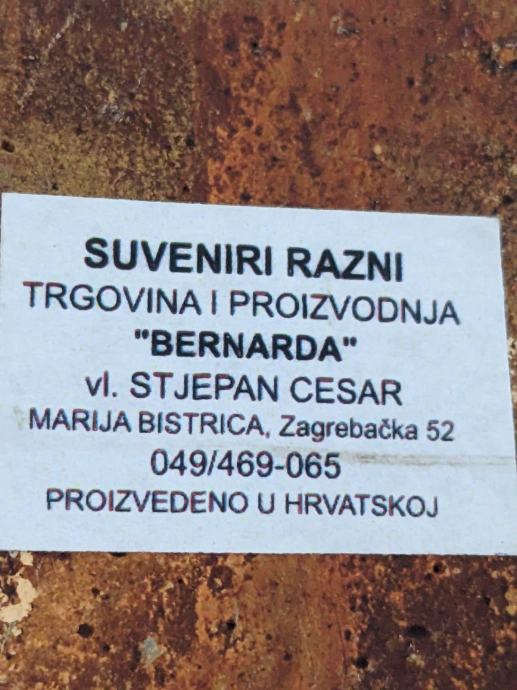 SUVENIRI RAZNI
TRGOVINA I PROIZVODNJA
"BERNARDA"
vl. STJEPAN CESAR
MARIJA BISTRICA, Zagrebačka 52
049/469-065
PROIZVEDENO U HRVATSKOJ